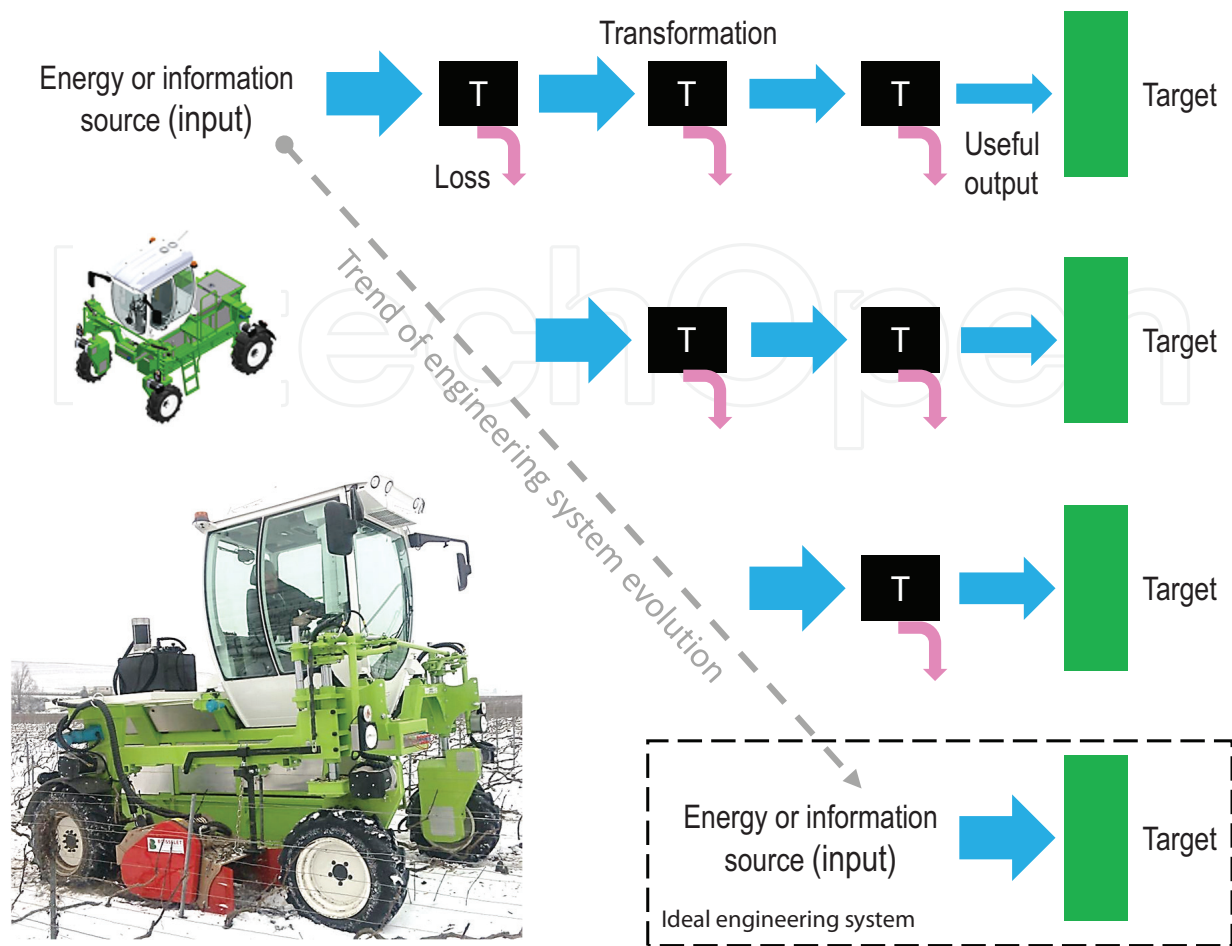 Transformation
Energy or information
source (input)
T
T
T
Target
Loss
Useful
output
IntechOpen
Trend of engineering system evolution
T
T
Target
T
Target
Energy or information
source (input)
Target
Ideal engineering system